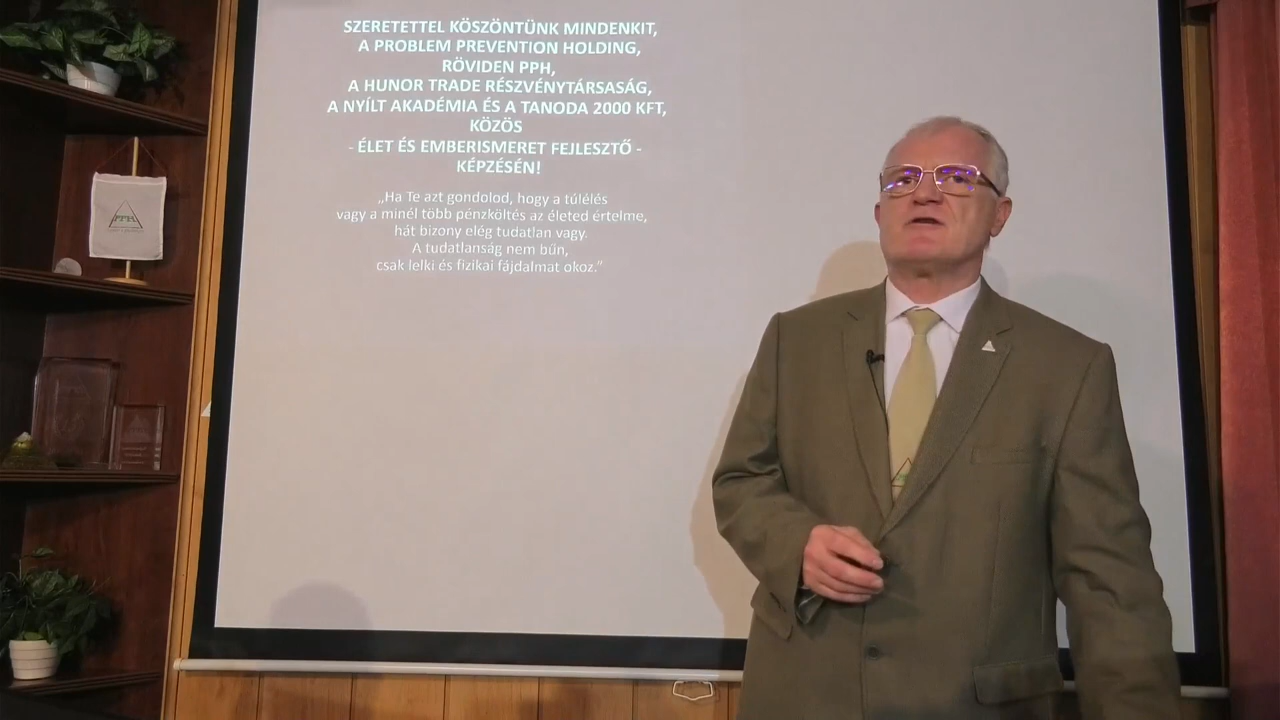 SZERETETTEL KÖSZÖNTÜNK MINDENKIT,
A PROBLEM PREVENTION HOLDING,
RÖVIDEN PPH,
A HUNOR TRADE RÉSZVÉNYTÁRSASÁG,
A NYÍLT AKADÉMIA ÉS A TANODA 2000 KFT,
KÖZÖS
- ÉLET ÉS EMBERISMERET FEJLESZTŐ -
KÉPZÉSÉN!
„Ha Te azt gondolod, hogy a túlélés
vagy a minél több pénzköltés az életed értelme,
hát bizony elég tudatlan vagy.
A tudatlanság nem bűn,
csak lelki és fizikai fájdalmat okoz.”